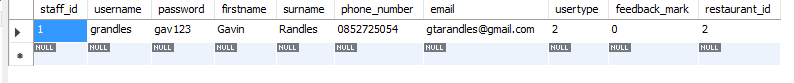 staff_id username password firstname surname phone_number email usertype feedback_mark restaurant_id
1 grandles gav123 Gavin Randles 0852725054 gtarandles@gmail.com 2 0 2
NULL NULL NULL NULL NULL NULL NULL NULL NULL NULL